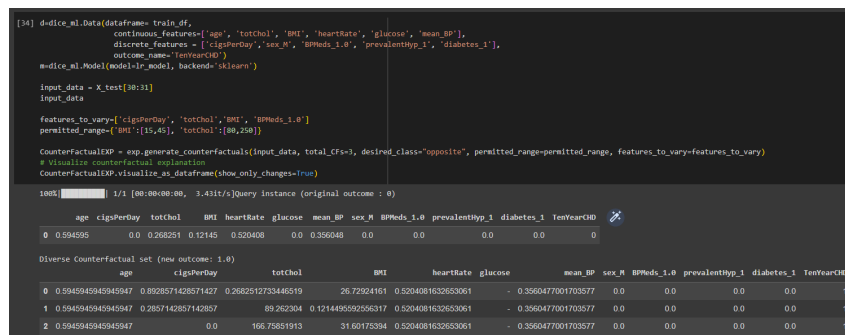 [34] d=dice_ml.Data(dataframe= train_df,
continuous_features=['age', 'totChol', 'BMI', 'heartRate', 'glucose', 'mean_BP'],
discrete_features = ['cigsPerDay','sex_M', 'BPMeds_1.0', 'prevalentHyp_1', 'diabetes_1'],
outcome_name='TenYearCHD')
m=dice_ml.Model(model=lr_model, backend='sklearn')
input_data = X_test[30:31]
input_data
features_to_vary=['cigsPerDay', 'totChol','BMI', 'BPMeds_1.0']
permitted_range={'BMI':[15,45], 'totChol':[80,250]}
CounterFactualEXP = exp.generate_counterfactuals(input_data, total_CFs=3, desired_class="opposite", permitted_range=permitted_range, features_to_vary=features_to_vary)
# Visualize counterfactual explanation
CounterFactualEXP.visualize_as_dataframe(show_only_changes=True)
100%| | 1/1 [00:00<00:00, 3.43it/s]Query instance (original outcome : 0)
age cigsPerDay totChol BMI heartRate glucose mean_BP sex_M BPMeds_1.0 prevalentHyp_1 diabetes_1 TenYearCHD
0 0.594595 0.0 0.268251 0.12145 0.520408 0.0 0.356048 0.0 0.0 0.0 0.0 0
Diverse Counterfactual set (new outcome: 1.0)
age cigsPerDay totChol BMI heartRate glucose mean_BP sex_M BPMeds_1.0 prevalentHyp_1 diabetes_1
0 0.5945945945945947 0.8928571428571427 0.2682512733446519 26.72924161 0.5204081632653061 - 0.3560477001703577 0.0 0.0 0.0 0.0
1 0.5945945945945947 0.2857142857142857 89.262304 0.1214495592556317 0.5204081632653061 - 0.3560477001703577 0.0 0.0 0.0 0.0
2 0.5945945945945947 0.0 166.75851913 31.60175394 0.5204081632653061 - 0.3560477001703577 0.0 0.0 0.0 0.0